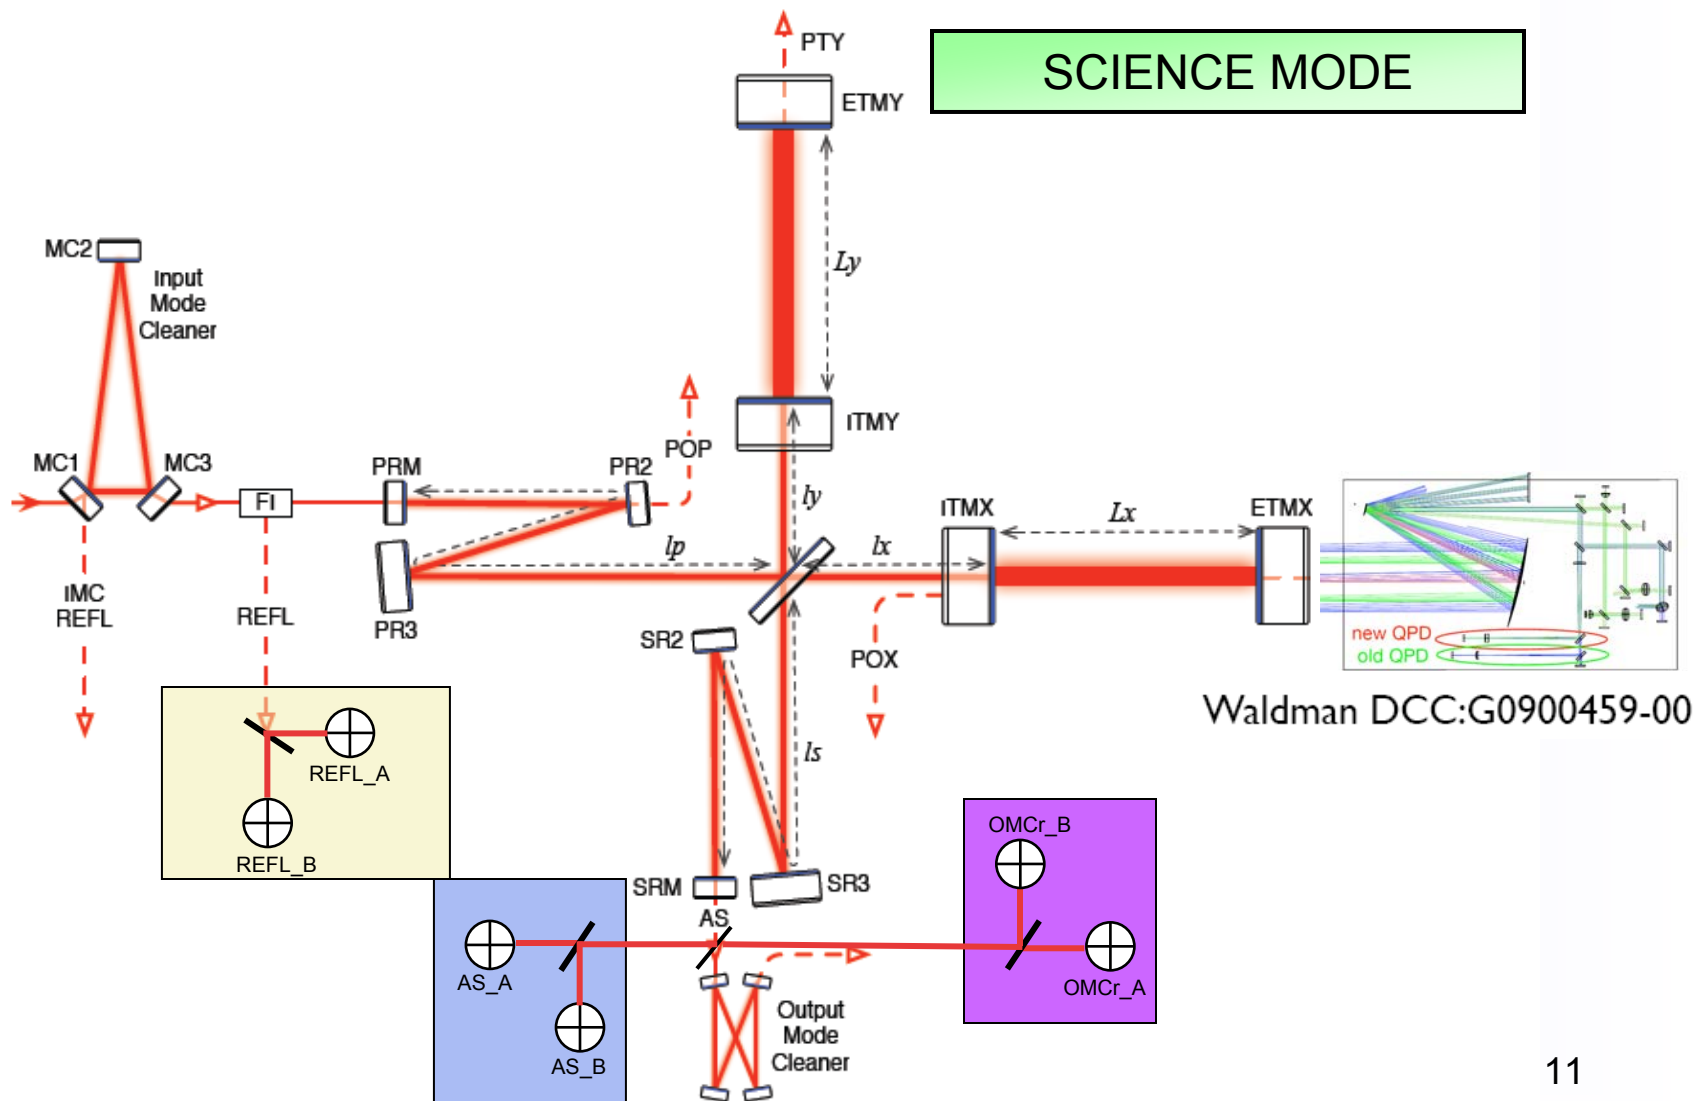 SCIENCE MODE
PTY
ETMY
Ly
MC2
Input
Mode
Cleaner
ITMY
POP
MC1
MC3
PRM
PR2
FI
ly
ITMX
Lx
ETMX
lp
lx
IMC
REFL
REFL
PR3
SR2
POX
new QPD
old QPD
Waldman DCC:G0900459-00
ls
REFL_A
REFL_B
OMCr_B
SRM
SR3
AS
AS_A
OMCr_A
Output
Mode
Cleaner
AS_B
11